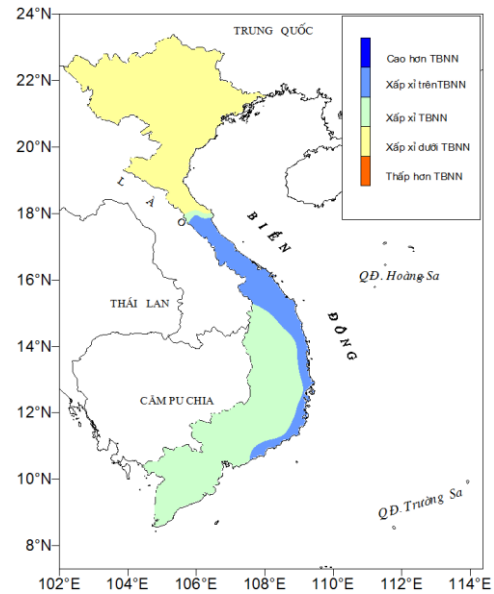 24°N
TRUNG QUỐC
Cao hơn TBNN
22°N
Xấp xỉ trênTBNN
Xấp xỉ TBNN
20°N
Xấp xỉ dưới TBNN
Thấp hơn TBNN
L À O
18°N
BIỂN
16°N
QĐ. Hoàng Sa
THÁI LAN
ĐÔNG
14°N
CĂM PU CHIA
12°N
10°N
QĐ. Trường Sa
8°N
102°E 104°E 106°E 108°E 110°E 112°E 114°E